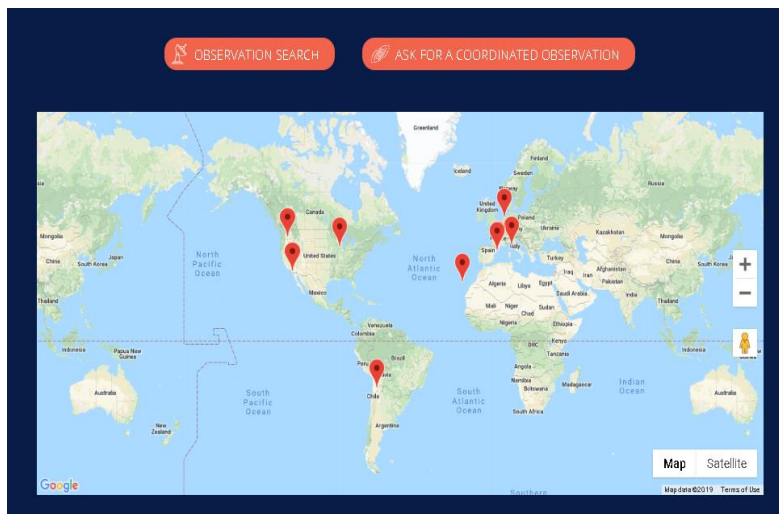 OBSERVATION SEARCH
ASK FOR A COORDINATED OBSERVATION
Greenland
Iceland
Finland
Sweden
Norway
Russia
United Kingdom
Poland
Ukraine
Kazakhstan
Mongolia
Mongolia
Canada
Spain
Italy
Turkey
China
South Korea
Japan
North Pacific Ocean
United States
North Atlantic Ocean
Iraq
Iran
Afghanistan
Pakistan
China
South Korea
Japan
Algeria
Libya
Egypt
Saudi Arabia
India
Thailand
Thailand
Mexico
Mali
Niger
Chad
Sudan
Nigeria
Ethiopia
Venezuela
Colombia
DRC
Kenya
Tanzania
Indonesia
Papua New Guinea
Indonesia
Peru
Brazil
Angola
Namibia
Botswana
Madagascar
Australia
South Pacific Ocean
Chile
South Atlantic Ocean
Indian Ocean
Australia
South Africa
New Zealand
Argentina
Map
Satellite
Google
Map data ©2019
Terms of Use
Southern